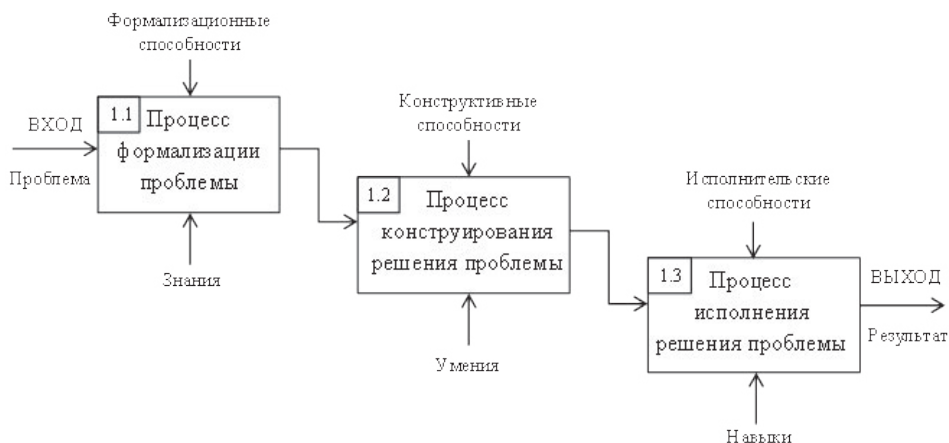 Формализационные
способности
1.1
Процесс
формализации
проблемы
ВХОД
Проблема
Знания
Конструктивные
способности
1.2
Процесс
конструирования
решения проблемы
Умения
Исполнительские
способности
1.3
Процесс
исполнения
решения проблемы
ВЫХОД
Результат
Навыки